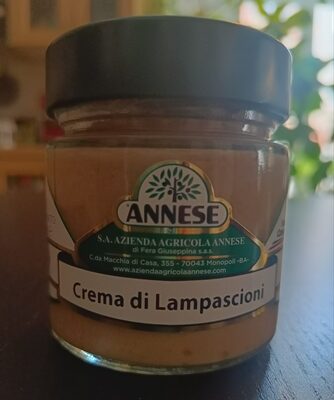 ANNESE
S.A. AZIENDA AGRICOLA ANNESE
di Fera Giuseppina s.a.s.
C.da Macchia di Casa, 355 - 70043 Monopoli -BA-
www.aziendaagricolaannese.com
Crema di Lampascioni